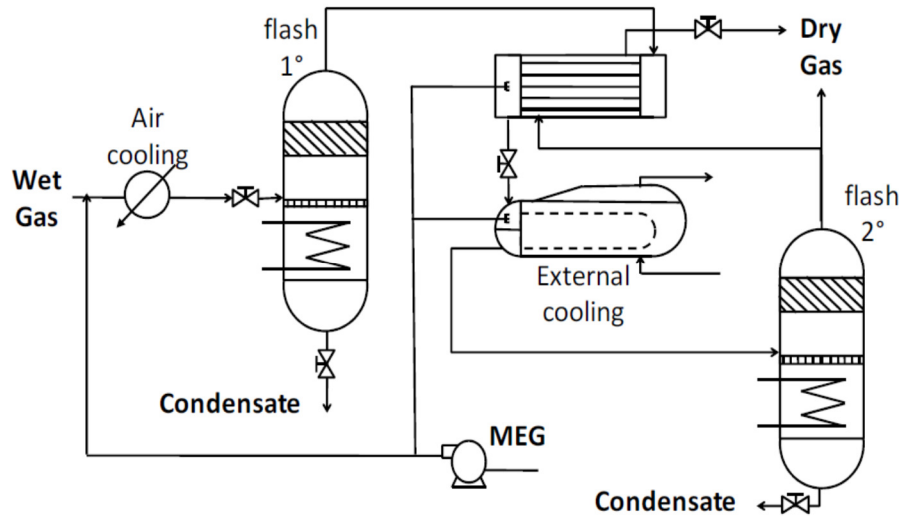 flash
1°
Dry
Gas
Air
cooling
Wet
Gas
flash
2°
External
cooling
Condensate
MEG
Condensate